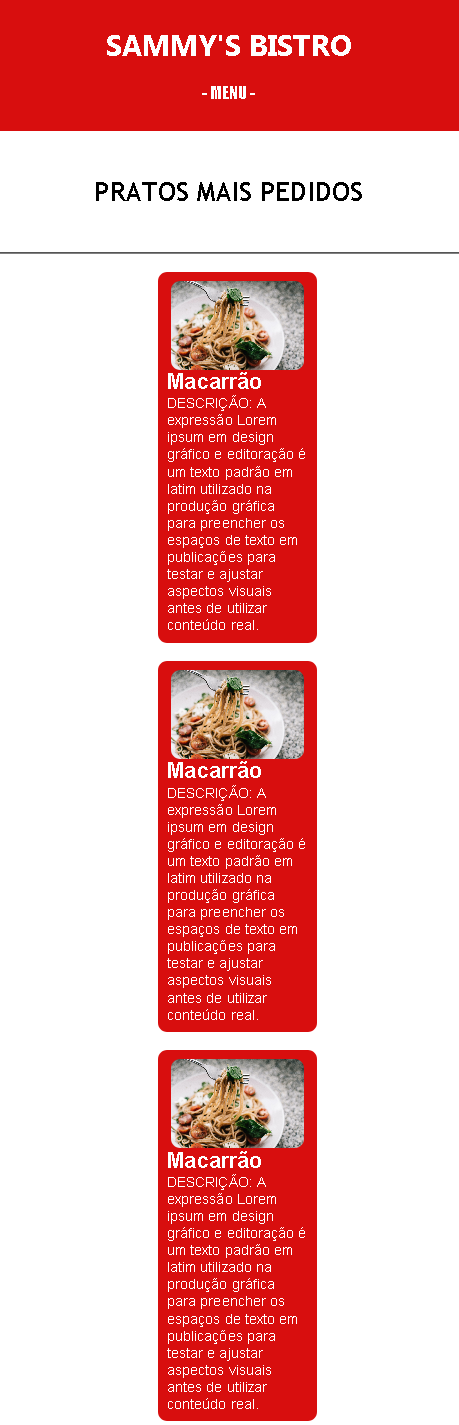 SAMMY'S BISTRO
- MENU -
PRATOS MAIS PEDIDOS
Macarrão
DESCRIÇÃO: A
expressão Lorem
ipsum em design
gráfico e editoração é
um texto padrão em
latim utilizado na
produção gráfica
para preencher os
espaços de texto em
publicações para
testar e ajustar
aspectos visuais
antes de utilizar
conteúdo real.
Macarrão
DESCRIÇÃO: A
expressão Lorem
ipsum em design
gráfico e editoração é
um texto padrão em
latim utilizado na
produção gráfica
para preencher os
espaços de texto em
publicações para
testar e ajustar
aspectos visuais
antes de utilizar
conteúdo real.
Macarrão
DESCRIÇÃO: A
expressão Lorem
ipsum em design
gráfico e editoração é
um texto padrão em
latim utilizado na
produção gráfica
para preencher os
espaços de texto em
publicações para
testar e ajustar
aspectos visuais
antes de utilizar
conteúdo real.